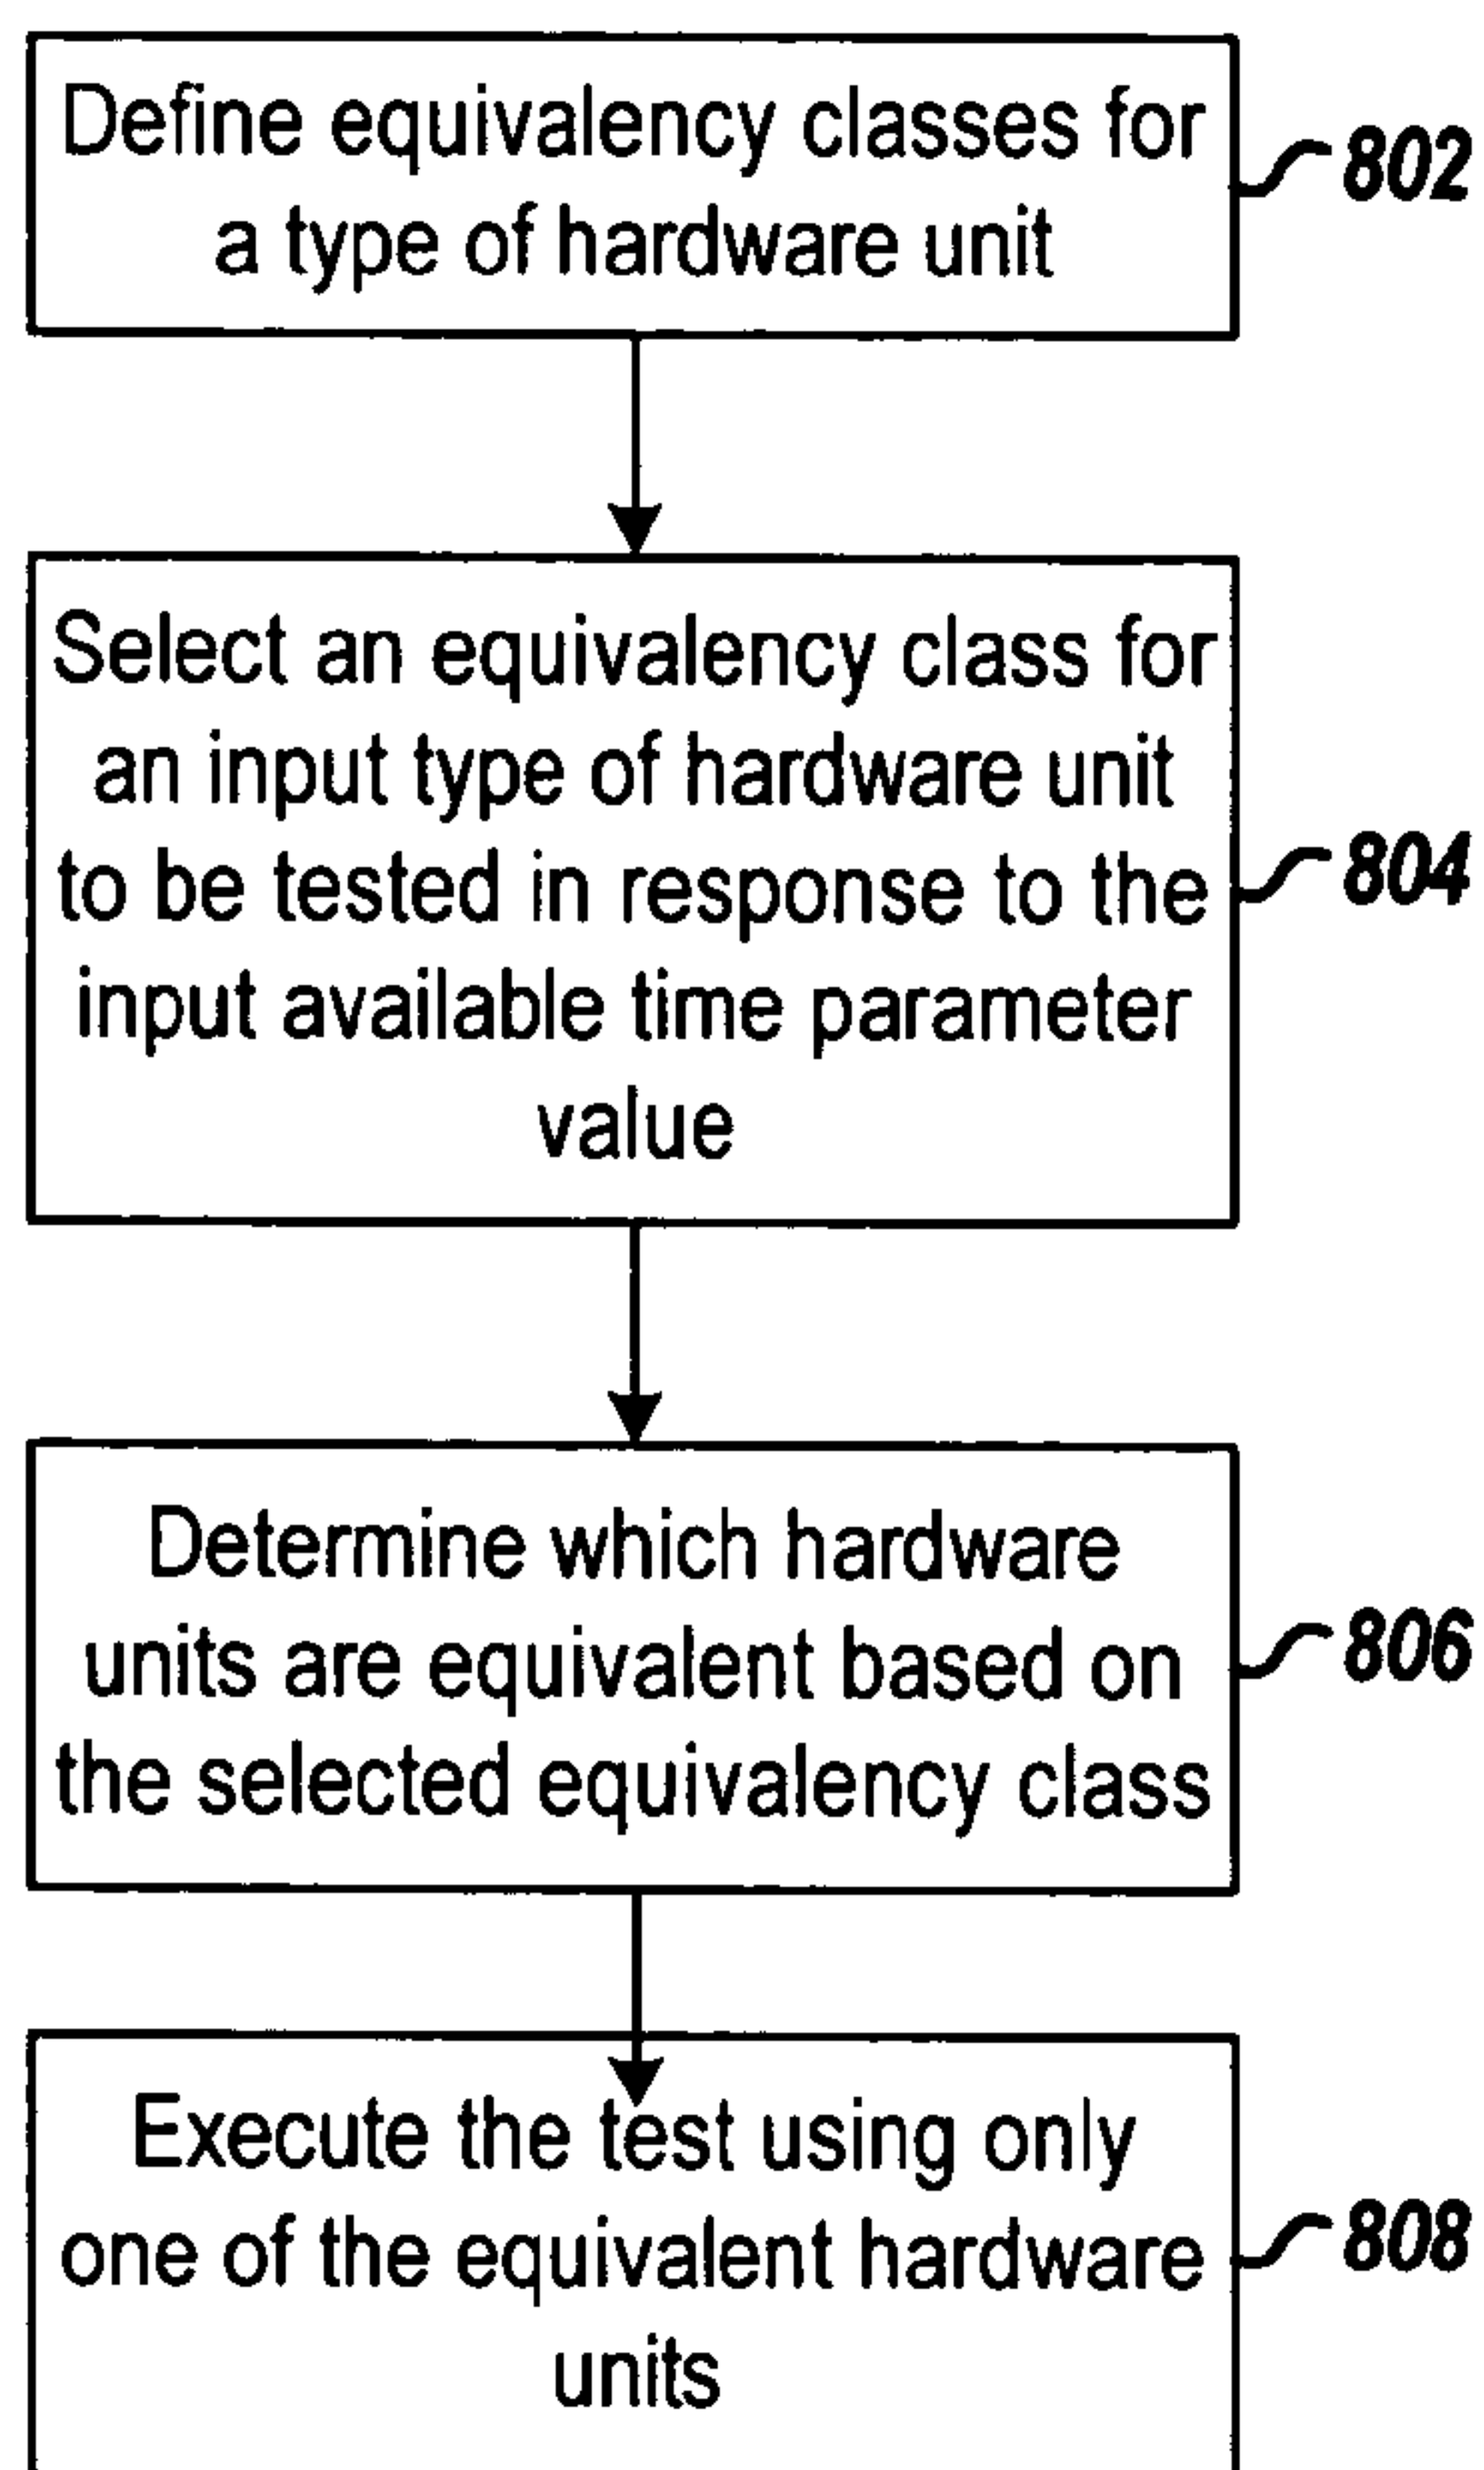 Define equivalency classes for
a type of hardware unit
802
Select an equivalency class for
an input type of hardware unit
to be tested in response to the
input available time parameter
value
804
Determine which hardware
units are equivalent based on
the selected equivalency class
806
Execute the test using only
one of the equivalent hardware
units
808